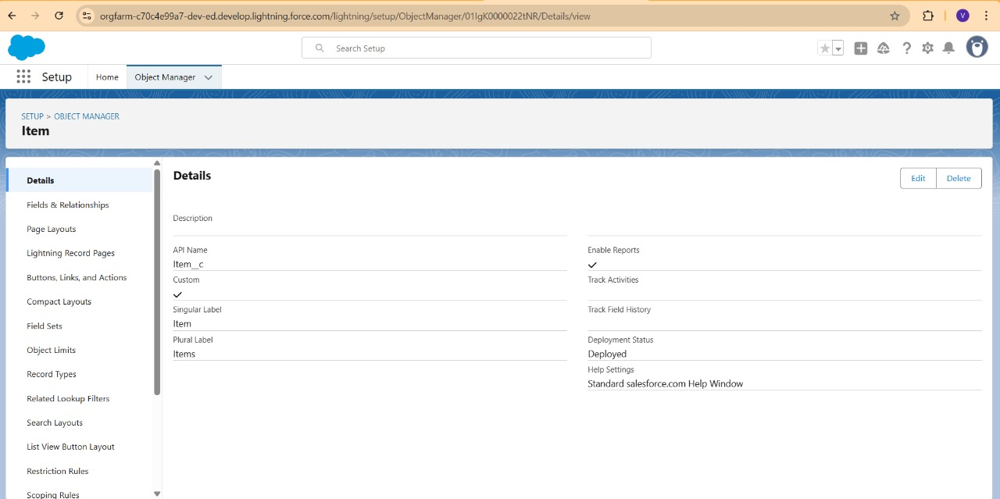 orgfarm-c70c4e99a7-dev-ed.develop.lightning.force.com/lightning/setup/ObjectManager/01IgK0000022tNR/Details/view
V
Search Setup
Setup
Home
Object Manager
SETUP > OBJECT MANAGER
Item
Details
Fields & Relationships
Page Layouts
Lightning Record Pages
Buttons, Links, and Actions
Compact Layouts
Field Sets
Object Limits
Record Types
Related Lookup Filters
Search Layouts
List View Button Layout
Restriction Rules
Scoping Rules
Details
Edit
Delete
Description
API Name
Item__c
Custom
Singular Label
Item
Plural Label
Items
Enable Reports
Track Activities
Track Field History
Deployment Status
Deployed
Help Settings
Standard salesforce.com Help Window